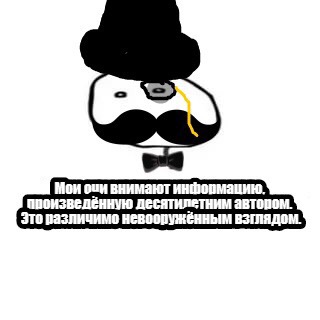 Мои очи внимают информацию,
произведённую десятилетним автором.
Это различимо невооружённым взглядом.